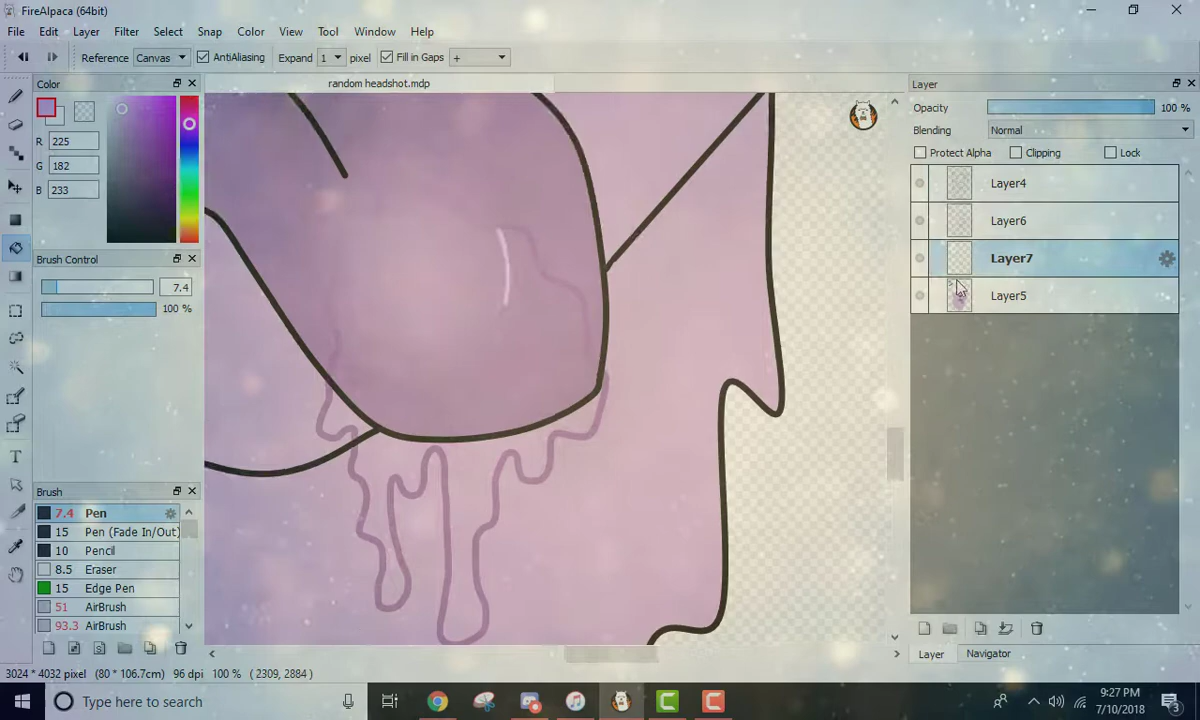 FireAlpaca (64bit)
File Edit Layer Filter Select Snap Color View Tool Window Help
Reference Canvas AntiAliasing Expand 1 pixel Fill in Gaps +
Color
random headshot.mdp
Layer
R 225
G 182
B 233
Opacity 100 %
Blending Normal
Protect Alpha Clipping Lock
Layer4
Layer6
Layer7
Layer5
Brush Control
7.4
100 %
Brush
7.4 Pen
15 Pen (Fade In/Out)
10 Pencil
8.5 Eraser
15 Edge Pen
51 AirBrush
93.3 AirBrush
T
Layer Navigator
3024 * 4032 pixel (80 * 106.7cm) 96 dpi 100 % ( 2309, 2884 )
Type here to search
9:27 PM
7/10/2018
3